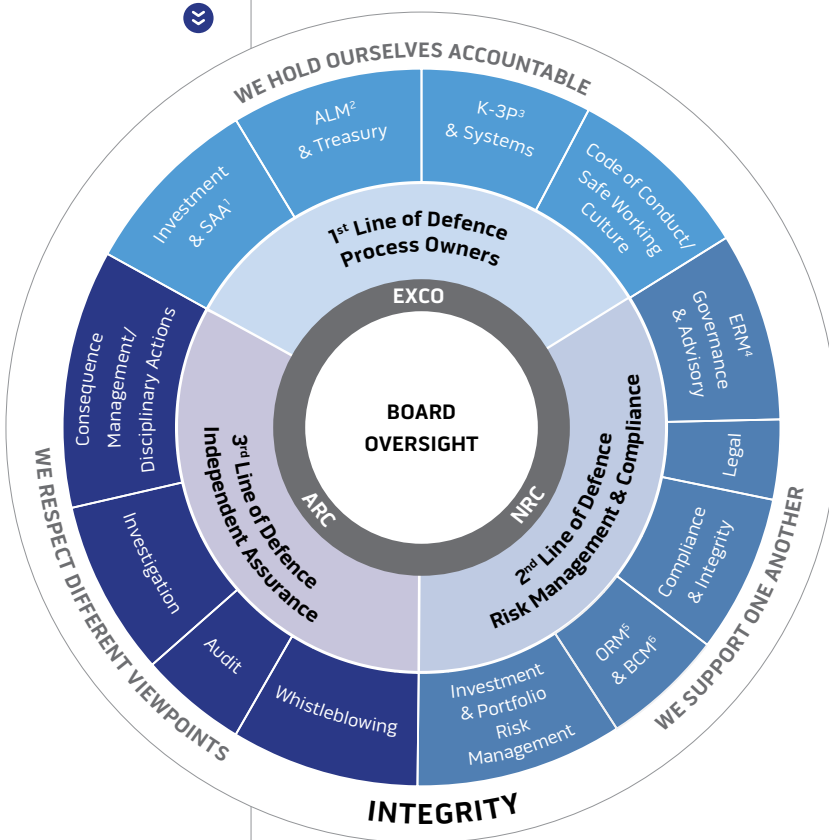 WE HOLD OURSELVES ACCOUNTABLE
Investment
& SAA¹
ALM²
& Treasury
K-3P³
& Systems
Code of Conduct/
Safe Working
Culture
1st Line of Defence
Process Owners
EXCO
BOARD
OVERSIGHT
ARC
NRC
ERM⁴
Governance
& Advisory
Legal
Compliance
& Integrity
ORM⁵
& BCM⁶
Investment
& Portfolio
Risk
Management
2nd Line of Defence
Risk Management & Compliance
WE SUPPORT ONE ANOTHER
Consequence
Management/
Disciplinary Actions
Investigation
Audit
Whistleblowing
3rd Line of Defence
Independent Assurance
WE RESPECT DIFFERENT VIEWPOINTS
INTEGRITY